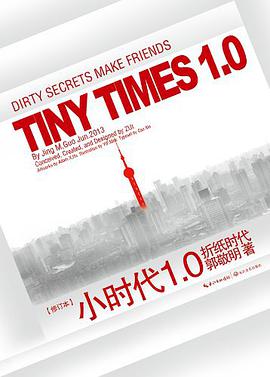 DIRTY SECRETS MAKE FRIENDS
TINY TIMES 1.0
By Jing M.Guo Jun.2013
Conceived, Created, and Designed by ZUI
【修订本】
小时代1.0
折纸时代
郭敬明 著